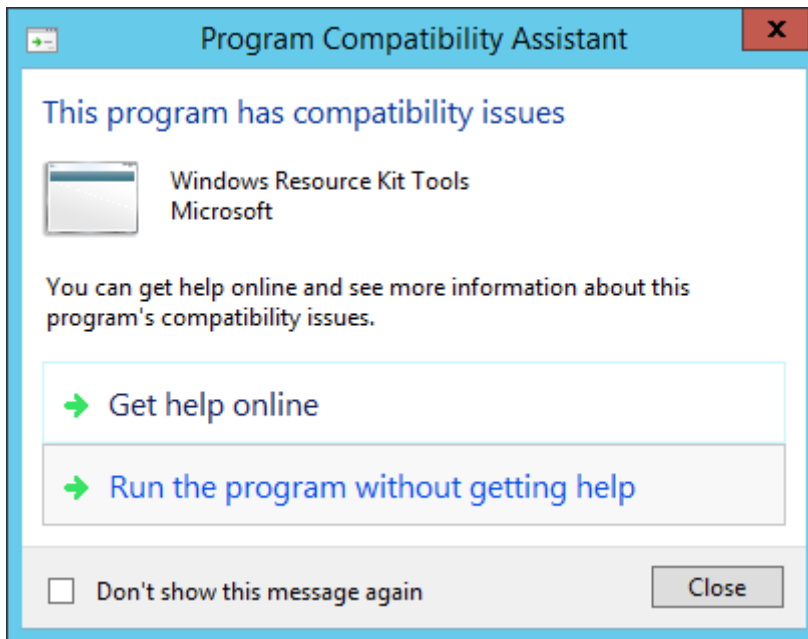 Program Compatibility Assistant
x
This program has compatibility issues
Windows Resource Kit Tools
Microsoft
You can get help online and see more information about this
program's compatibility issues.
Get help online
Run the program without getting help
Don't show this message again
Close